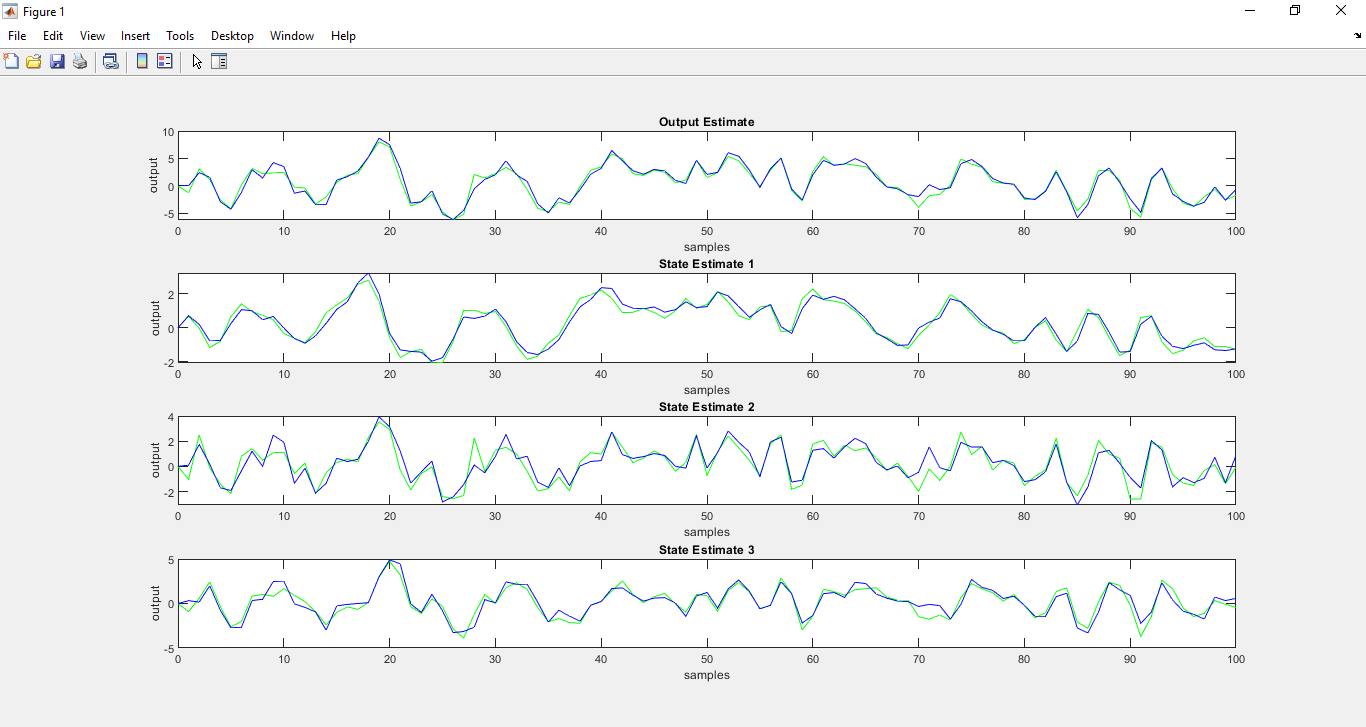 Figure 1
File Edit View Insert Tools Desktop Window Help
Output Estimate
10
5
0
-5
output
0 10 20 30 40 50 60 70 80 90 100
samples
State Estimate 1
2
0
-2
output
0 10 20 30 40 50 60 70 80 90 100
samples
State Estimate 2
4
2
0
-2
output
0 10 20 30 40 50 60 70 80 90 100
samples
State Estimate 3
5
0
-5
output
0 10 20 30 40 50 60 70 80 90 100
samples